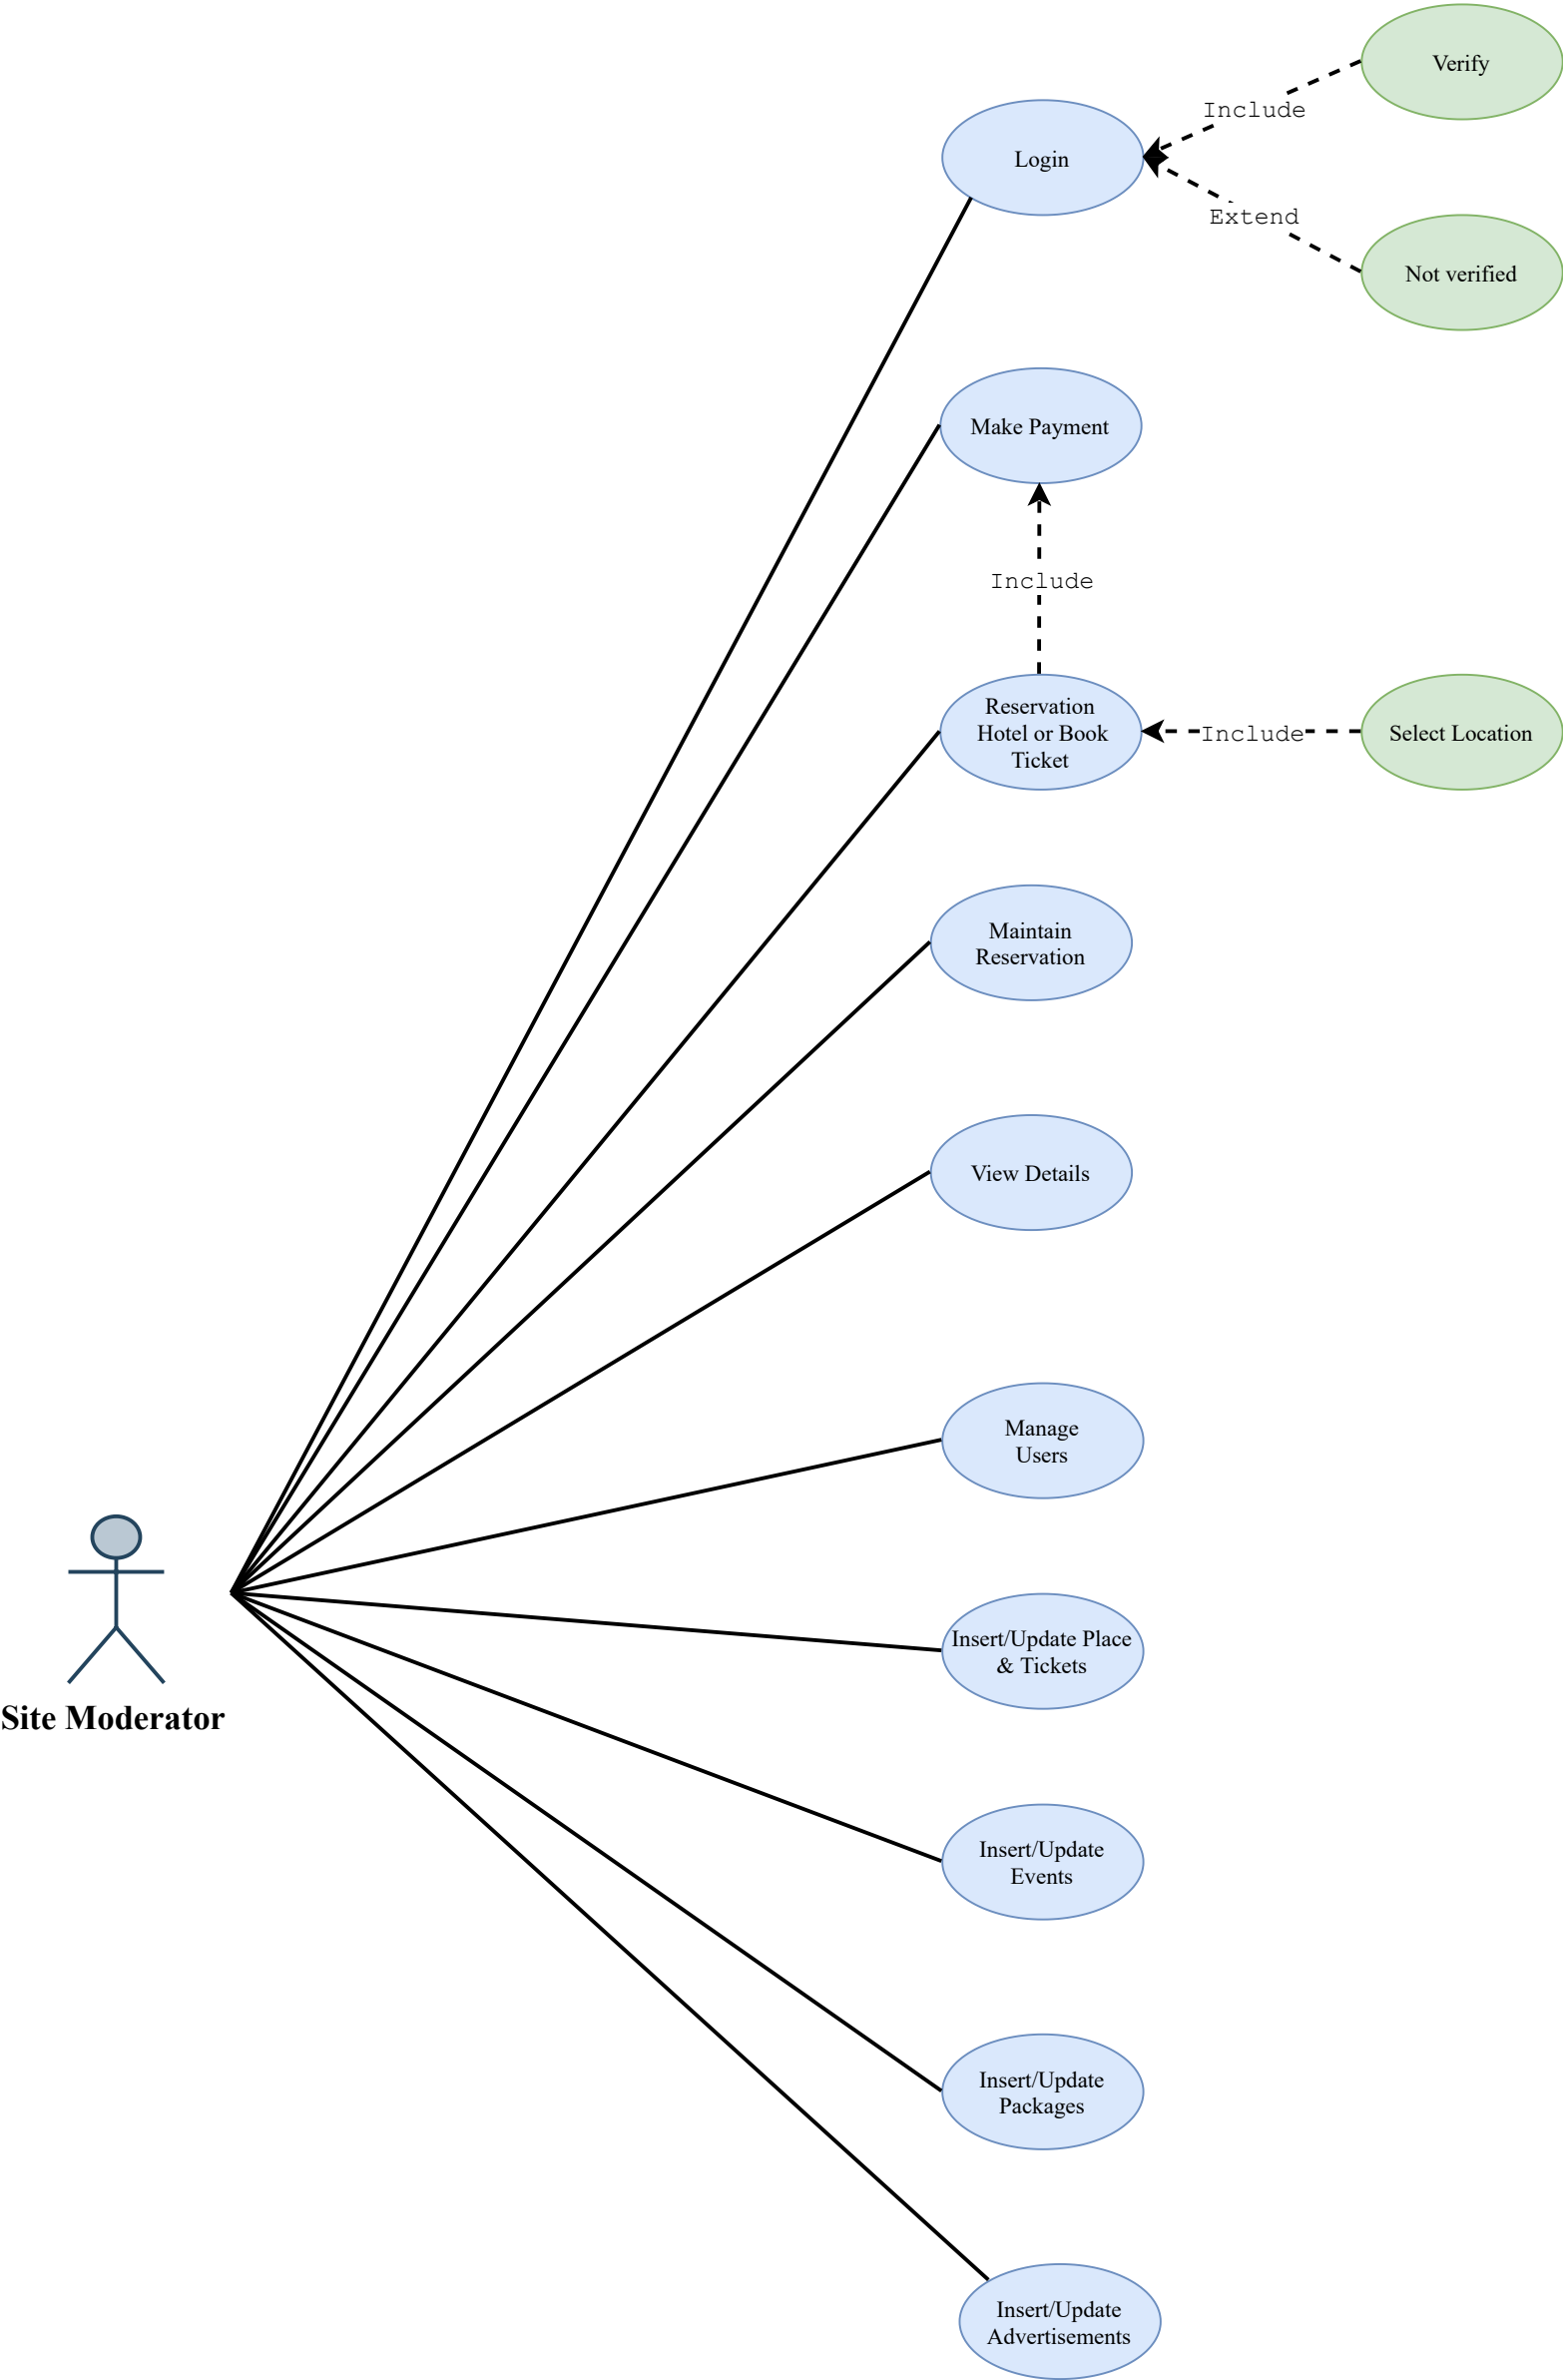 Verify
Include
Login
Extend
Not verified
Make Payment
Include
Reservation
Hotel or Book
Ticket
Include
Select Location
Maintain
Reservation
View Details
Manage
Users
Insert/Update Place
& Tickets
Site Moderator
Insert/Update
Events
Insert/Update
Packages
Insert/Update
Advertisements